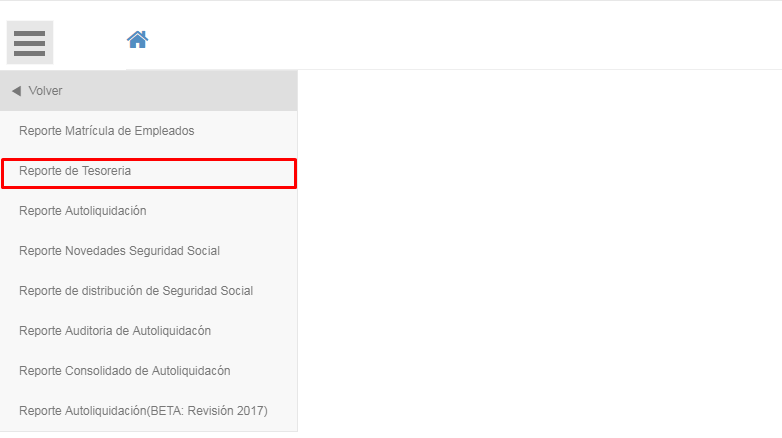 Volver
Reporte Matrícula de Empleados
Reporte de Tesoreria
Reporte Autoliquidación
Reporte Novedades Seguridad Social
Reporte de distribución de Seguridad Social
Reporte Auditoria de Autoliquidacón
Reporte Consolidado de Autoliquidacón
Reporte Autoliquidación(BETA: Revisión 2017)